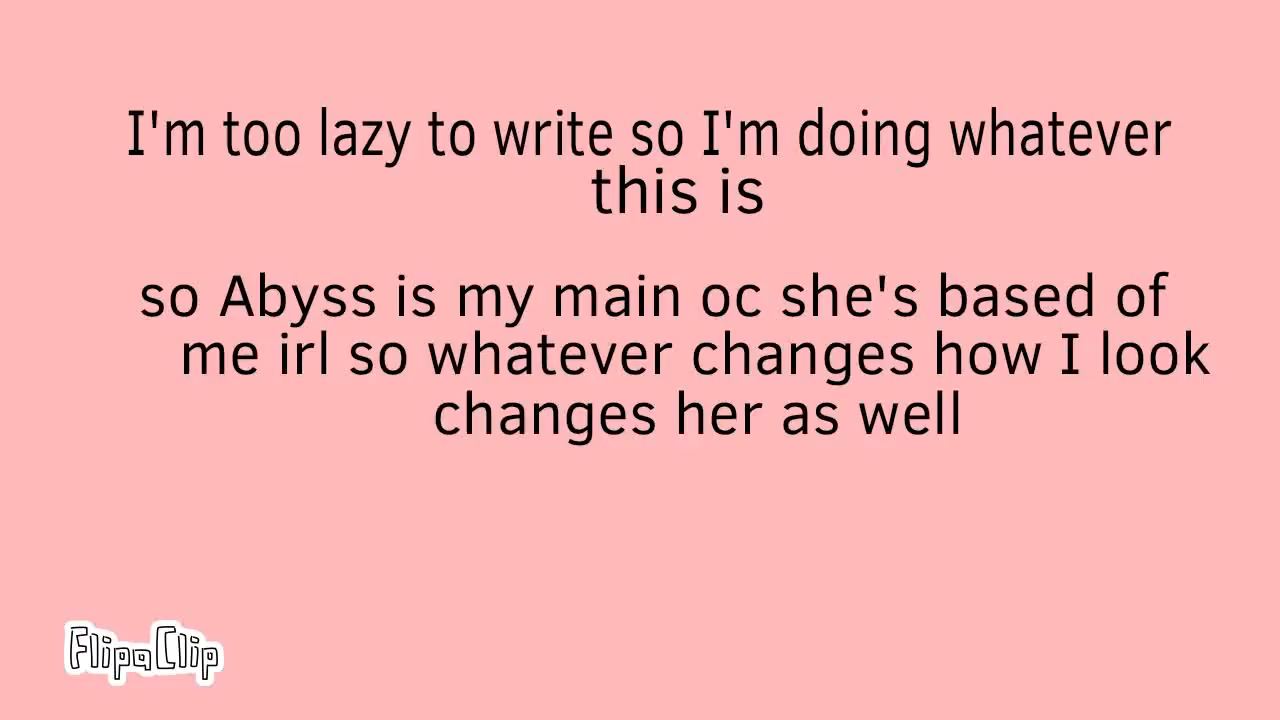 I'm too lazy to write so I'm doing whatever
this is
so Abyss is my main oc she's based of
me irl so whatever changes how I look
changes her as well
FlipaClip